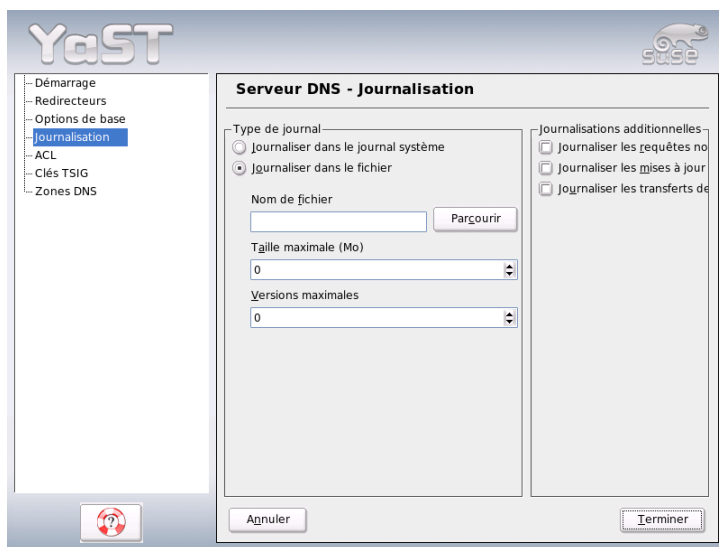 YaST
suse
Démarrage
Redirecteurs
Options de base
Journalisation
ACL
Clés TSIG
Zones DNS
Serveur DNS - Journalisation
Type de journal
Journaliser dans le journal système
Journaliser dans le fichier
Nom de fichier
Parcourir
Taille maximale (Mo)
0
Versions maximales
0
Journalisations additionnelles
Journaliser les requêtes no
Journaliser les mises à jour
Journaliser les transferts de
?
Annuler
Terminer